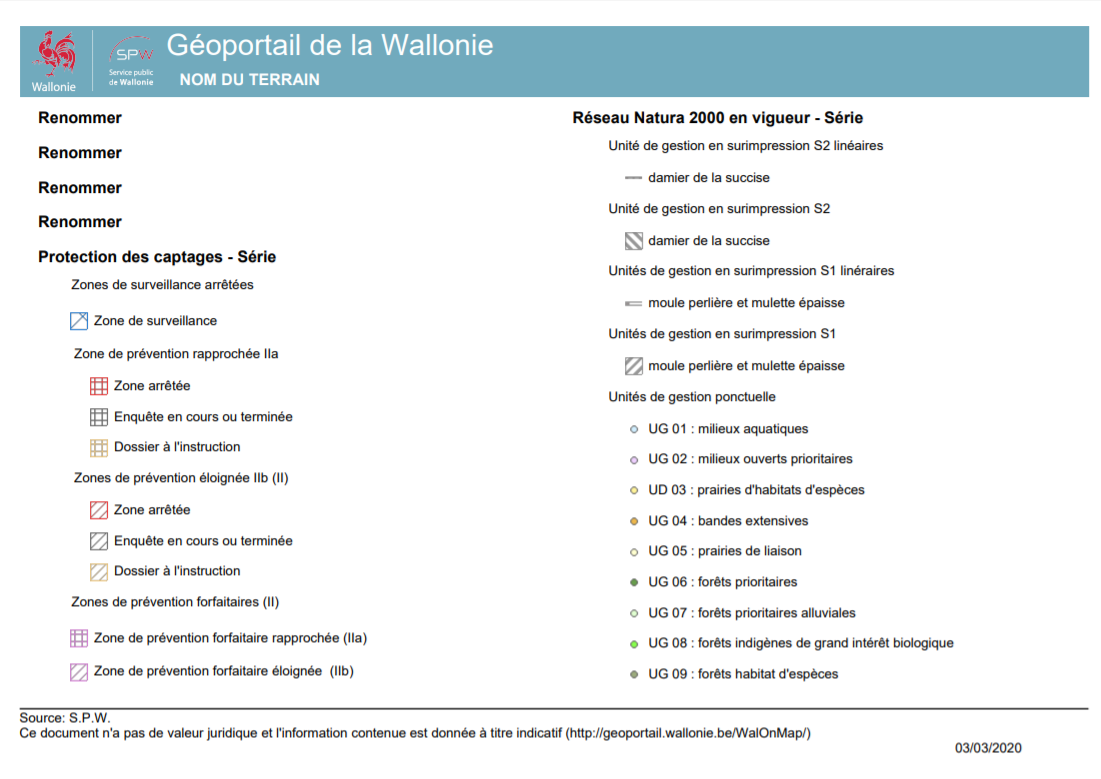 Géoportail de la Wallonie
NOM DU TERRAIN
Wallonie
SPW
Service public
de Wallonie
Renommer
Renommer
Renommer
Renommer
Protection des captages - Série
Zones de surveillance arrêtées
Zone de surveillance
Zone de prévention rapprochée IIa
Zone arrêtée
Enquête en cours ou terminée
Dossier à l'instruction
Zones de prévention éloignée IIb (II)
Zone arrêtée
Enquête en cours ou terminée
Dossier à l'instruction
Zones de prévention forfaitaires (II)
Zone de prévention forfaitaire rapprochée (IIa)
Zone de prévention forfaitaire éloignée (IIb)
Réseau Natura 2000 en vigueur - Série
Unité de gestion en surimpression S2 linéaires
damier de la succise
Unité de gestion en surimpression S2
damier de la succise
Unités de gestion en surimpression S1 linéraires
moule perlière et mulette épaisse
Unités de gestion en surimpression S1
moule perlière et mulette épaisse
Unités de gestion ponctuelle
UG 01 : milieux aquatiques
UG 02 : milieux ouverts prioritaires
UD 03 : prairies d'habitats d'espèces
UG 04 : bandes extensives
UG 05 : prairies de liaison
UG 06 : forêts prioritaires
UG 07 : forêts prioritaires alluviales
UG 08 : forêts indigènes de grand intérêt biologique
UG 09 : forêts habitat d'espèces
Source: S.P.W.
Ce document n'a pas de valeur juridique et l'information contenue est donnée à titre indicatif (http://geoportail.wallonie.be/WalOnMap/)
03/03/2020